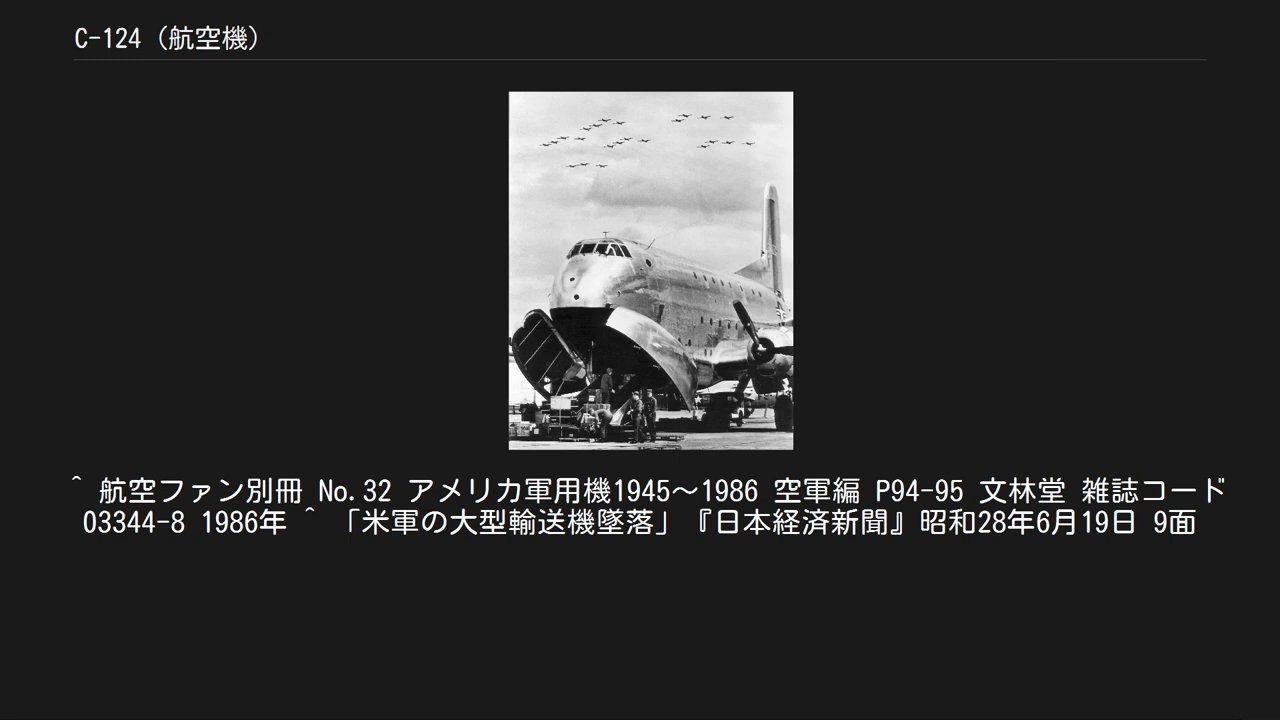 C-124（航空機）
^ 航空ファン別冊 No.32 アメリカ軍用機1945～1986 空軍編 P94-95 文林堂 雑誌コード
03344-8 1986年 ^ 「米軍の大型輸送機墜落」『日本経済新聞』昭和28年6月19日 9面